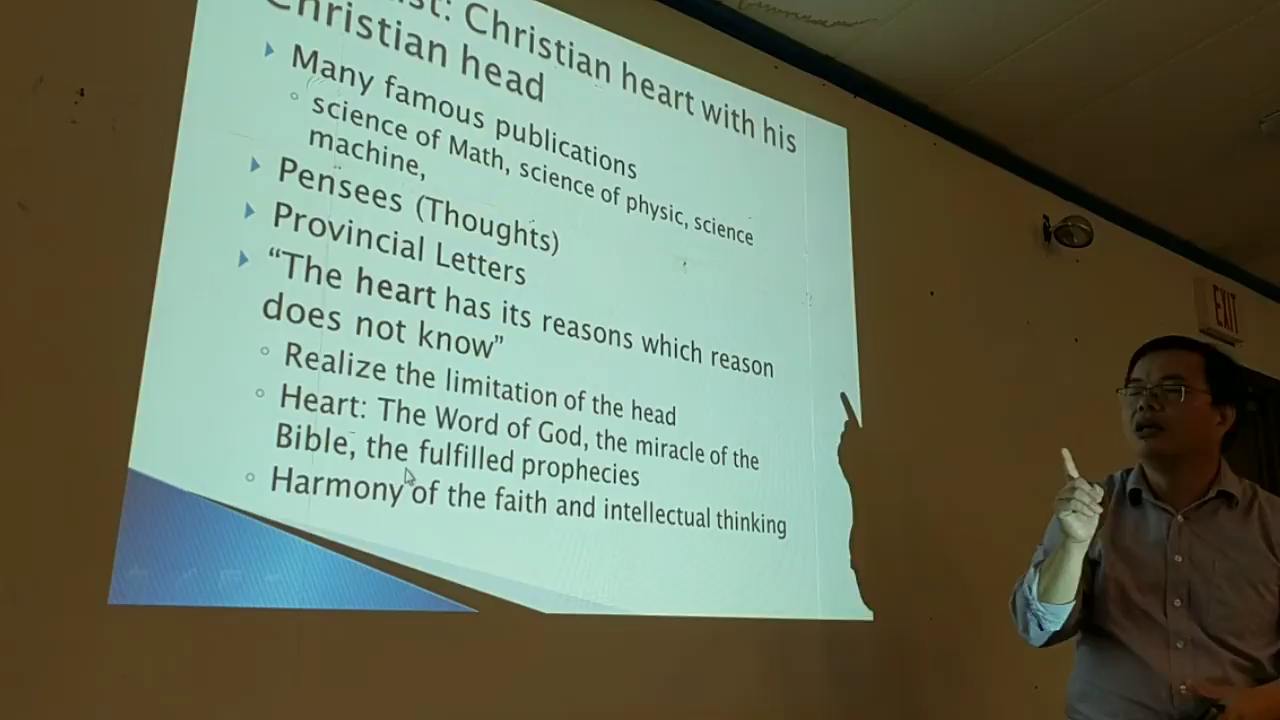 Christian heart with his
Christian head
Many famous publications
science of Math, science of physic, science
machine,
Pensees (Thoughts)
Provincial Letters
“The heart has its reasons which reason
does not know”
Realize the limitation of the head
Heart: The Word of God, the miracle of the
Bible, the fulfilled prophecies
Harmony of the faith and intellectual thinking
EXIT